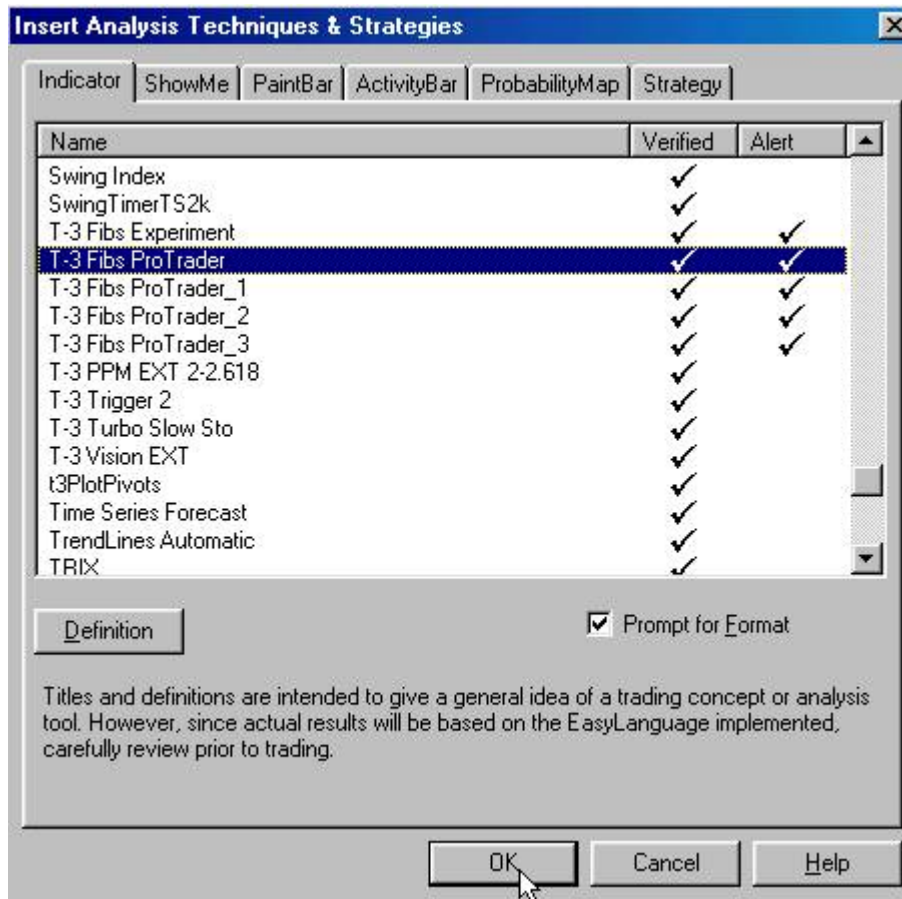 Insert Analysis Techniques & Strategies
Indicator ShowMe PaintBar ActivityBar ProbabilityMap Strategy
Name Verified Alert
Swing Index
SwingTimerTS2k
T-3 Fibs Experiment
T-3 Fibs ProTrader
T-3 Fibs ProTrader_1
T-3 Fibs ProTrader_2
T-3 Fibs ProTrader_3
T-3 PPM EXT 2-2.618
T-3 Trigger 2
T-3 Turbo Slow Sto
T-3 Vision EXT
t3PlotPivots
Time Series Forecast
TrendLines Automatic
TRIX
Definition Prompt for Format
Titles and definitions are intended to give a general idea of a trading concept or analysis
tool. However, since actual results will be based on the EasyLanguage implemented,
carefully review prior to trading.
OK Cancel Help